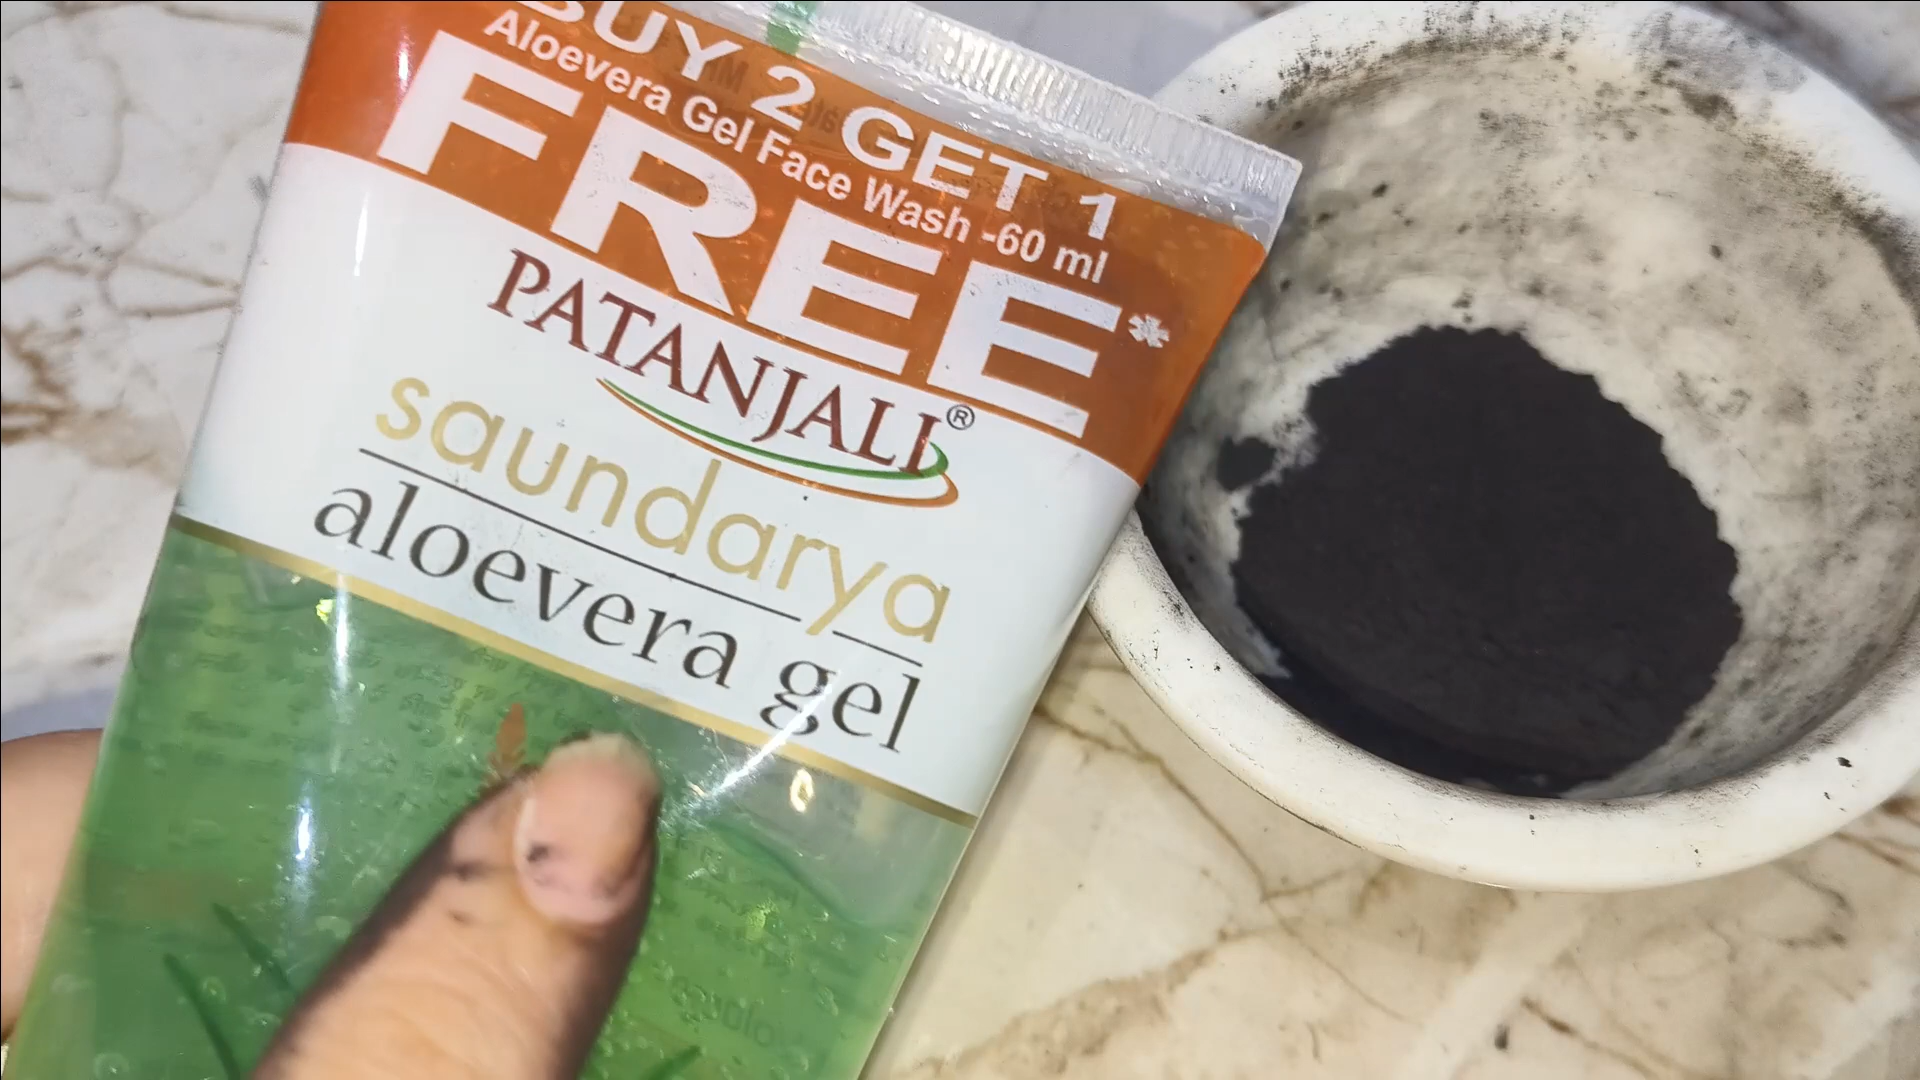 BUY 2 GET 1
Aloevera Gel Face Wash -60 ml
FREE*
PATANJALI®
saundarya
aloevera gel